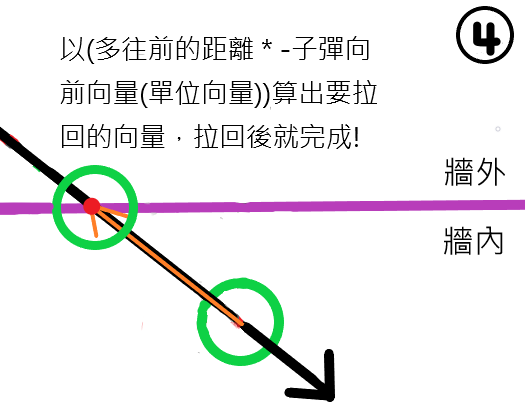 4
以(多往前的距離 * -子彈向
前向量(單位向量))算出要拉
回的向量，拉回後就完成!
牆外
牆內